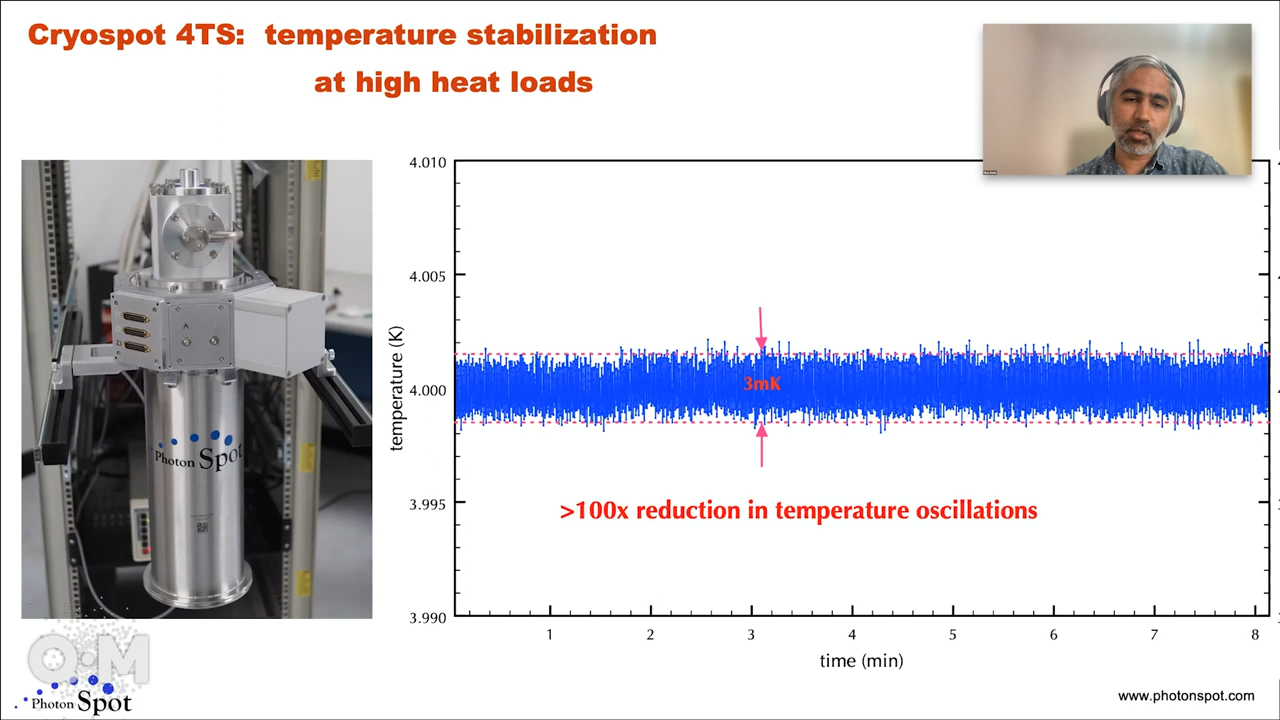 Cryospot 4TS: temperature stabilization
at high heat loads
4.010
4.005
4.000
3.995
3.990
temperature (K)
3mK
>100x reduction in temperature oscillations
1 2 3 4 5 6 7 8
time (min)
A
Photon Spot
Q.M
Photon Spot
www.photonspot.com